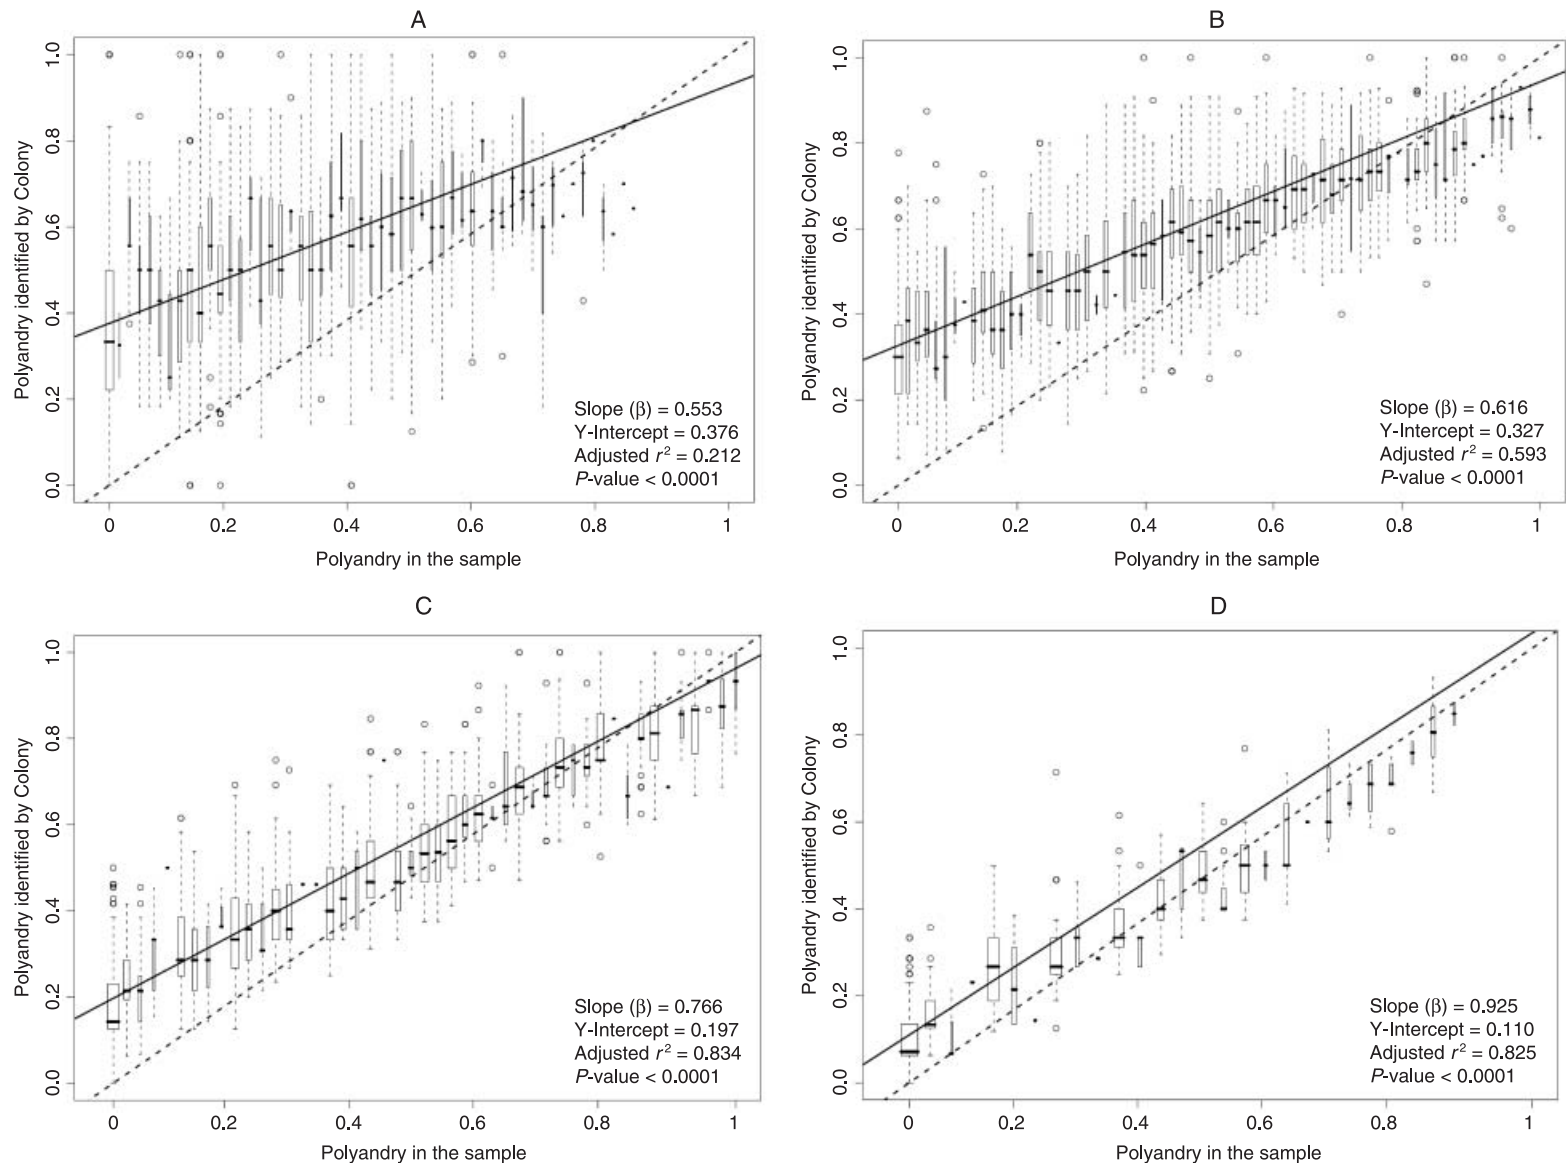 A
Polyandry identified by Colony
1.0
0.8
0.6
0.4
0.2
0.0
Slope (β) = 0.553
Y-Intercept = 0.376
Adjusted r² = 0.212
P-value < 0.0001
0 0.2 0.4 0.6 0.8 1
Polyandry in the sample
B
Polyandry identified by Colony
1.0
0.8
0.6
0.4
0.2
0.0
Slope (β) = 0.616
Y-Intercept = 0.327
Adjusted r² = 0.593
P-value < 0.0001
0 0.2 0.4 0.6 0.8 1
Polyandry in the sample
C
Polyandry identified by Colony
1.0
0.8
0.6
0.4
0.2
0.0
Slope (β) = 0.766
Y-Intercept = 0.197
Adjusted r² = 0.834
P-value < 0.0001
0 0.2 0.4 0.6 0.8 1
Polyandry in the sample
D
Polyandry identified by Colony
1.0
0.8
0.6
0.4
0.2
0.0
Slope (β) = 0.925
Y-Intercept = 0.110
Adjusted r² = 0.825
P-value < 0.0001
0 0.2 0.4 0.6 0.8 1
Polyandry in the sample